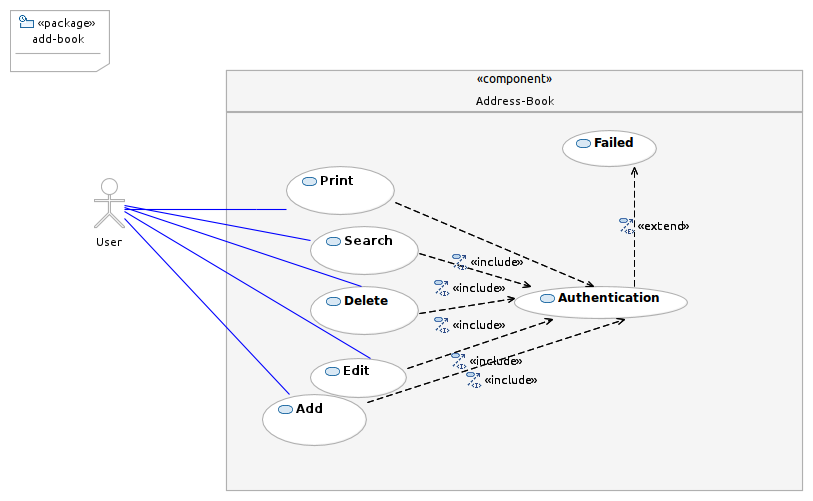 «package»
add-book
«component»
Address-Book
Failed
Print
«extend»
User
Search
«include»
«include»
Delete
Authentication
«include»
Edit
«include»
«include»
Add